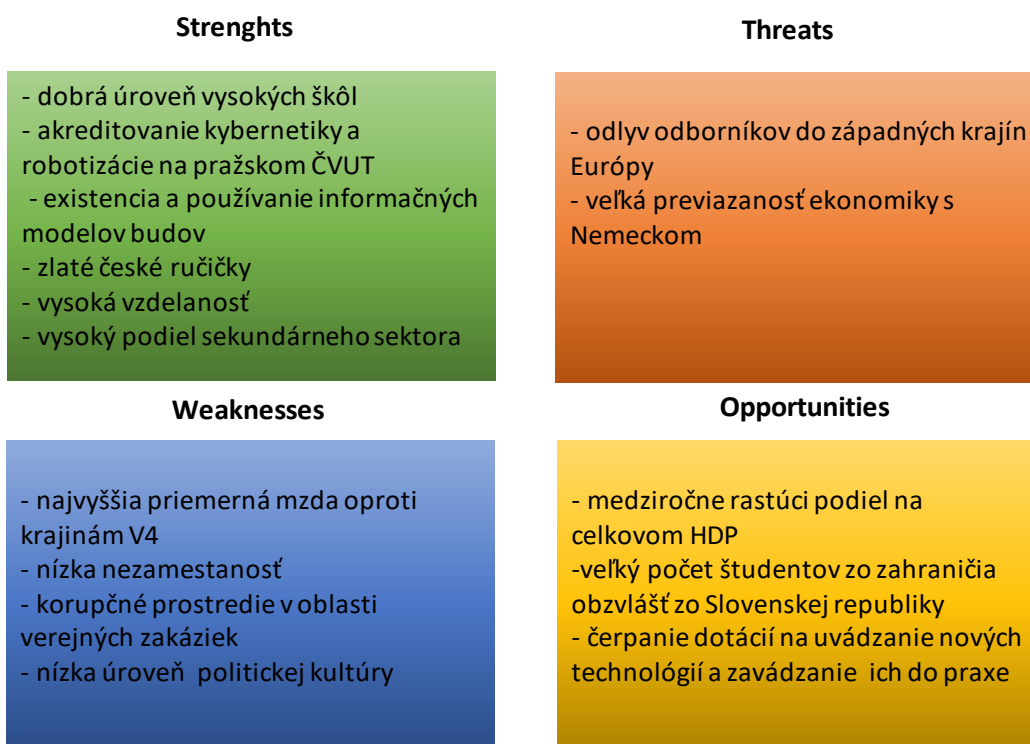 Strenghts
- dobrá úroveň vysokých škôl
- akreditovanie kybernetiky a
robotizácie na pražskom ČVUT
- existencia a používanie informačných
modelov budov
- zlaté české ručičky
- vysoká vzdelanosť
- vysoký podiel sekundárneho sektora
Threats
- odlyv odborníkov do západných krajín
Európy
- veľká previazanosť ekonomiky s
Nemeckom
Weaknesses
- najvyššia priemerná mzda oproti
krajinám V4
- nízka nezamestanosť
- korupčné prostredie v oblasti
verejných zakáziek
- nízka úroveň politickej kultúry
Opportunities
- medziročne rastúci podiel na
celkovom HDP
-veľký počet študentov zo zahraničia
obzvlášť zo Slovenskej republiky
- čerpanie dotácií na uvádzanie nových
technológií a zavádzanie ich do praxe